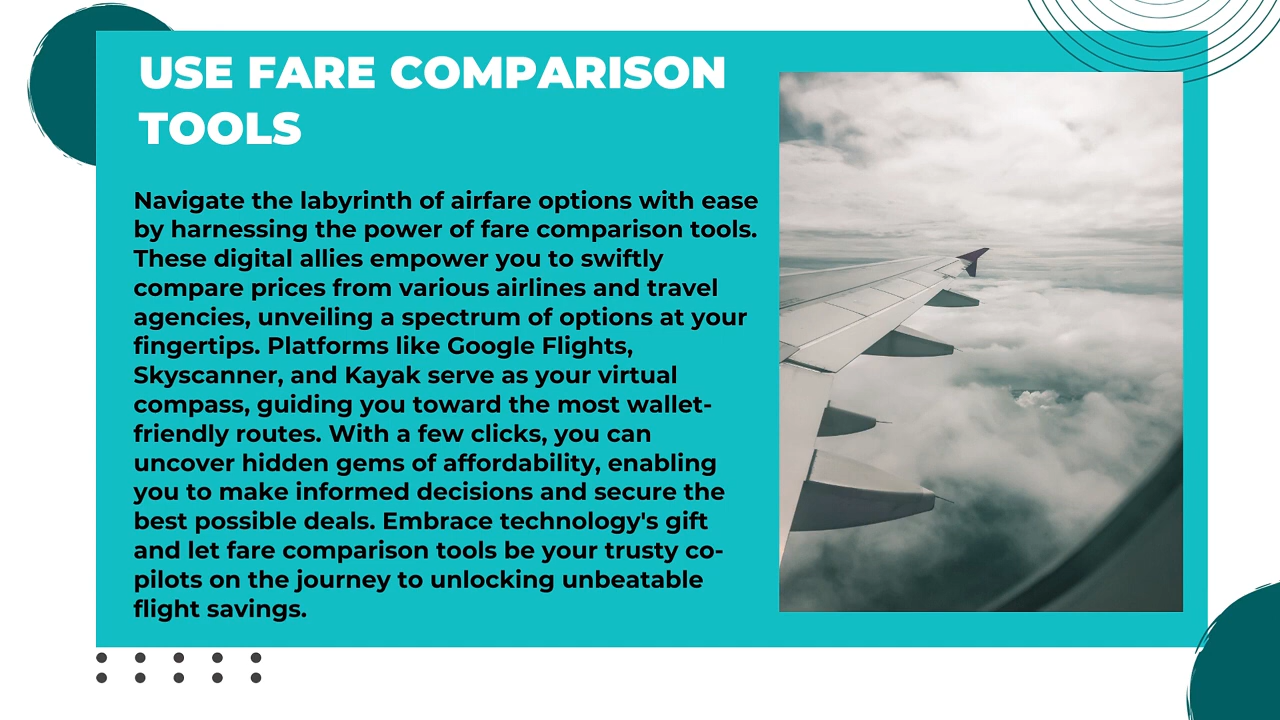 USE FARE COMPARISON
TOOLS
Navigate the labyrinth of airfare options with ease
by harnessing the power of fare comparison tools.
These digital allies empower you to swiftly
compare prices from various airlines and travel
agencies, unveiling a spectrum of options at your
fingertips. Platforms like Google Flights,
Skyscanner, and Kayak serve as your virtual
compass, guiding you toward the most wallet-
friendly routes. With a few clicks, you can
uncover hidden gems of affordability, enabling
you to make informed decisions and secure the
best possible deals. Embrace technology's gift
and let fare comparison tools be your trusty co-
pilots on the journey to unlocking unbeatable
flight savings.